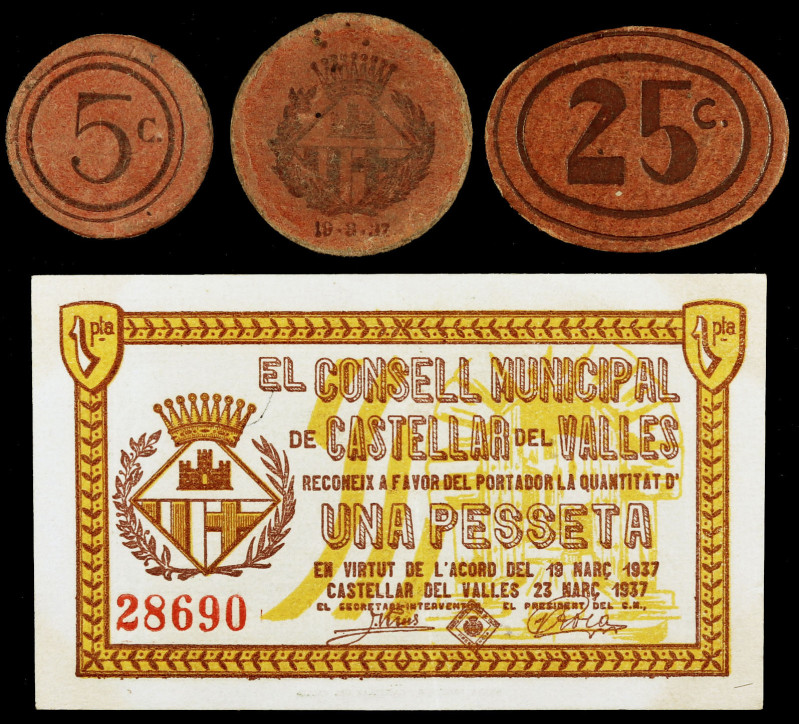 5 C.
19-3-37
25 C.
1 pta
1 pta
EL CONSELL MUNICIPAL
DE CASTELLAR DEL VALLES
RECONEIX A FAVOR DEL PORTADOR LA QUANTITAT D'
UNA PESSETA
EN VIRTUT DE L'ACORD DEL 19 MARÇ 1937
CASTELLAR DEL VALLES 23 MARÇ 1937
EL SECRETARI-INTERVENTOR, EL PRESIDENT DEL C.M.,
28690